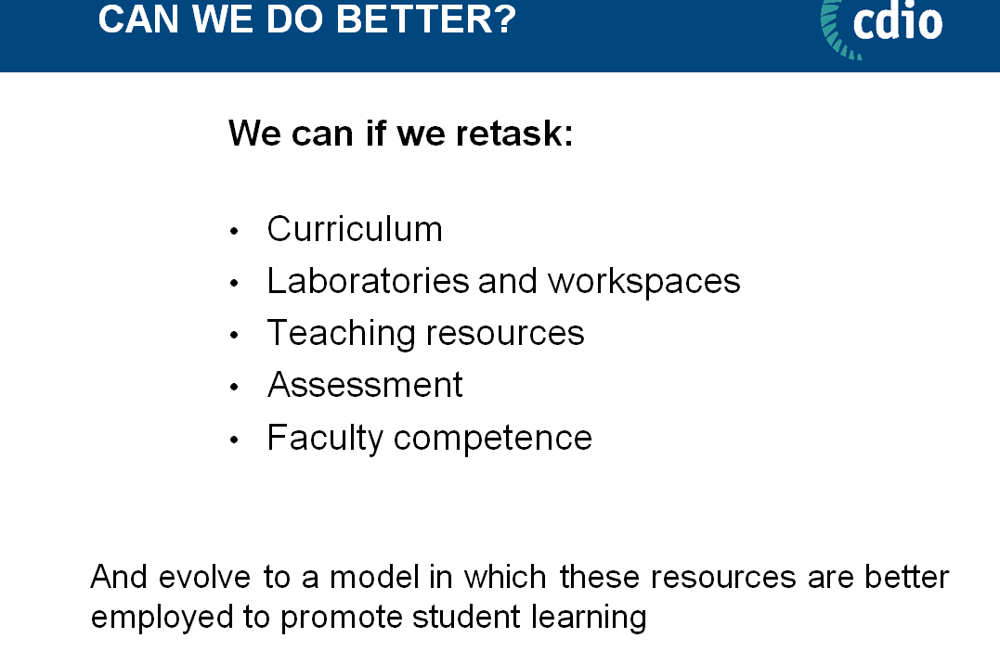 CAN WE DO BETTER?
cdio
We can if we retask:
• Curriculum
• Laboratories and workspaces
• Teaching resources
• Assessment
• Faculty competence
And evolve to a model in which these resources are better
employed to promote student learning